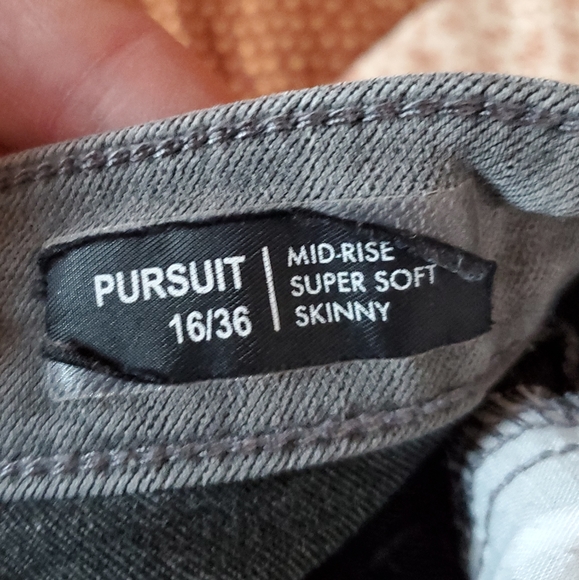 PURSUIT
16/36
MID-RISE
SUPER SOFT
SKINNY